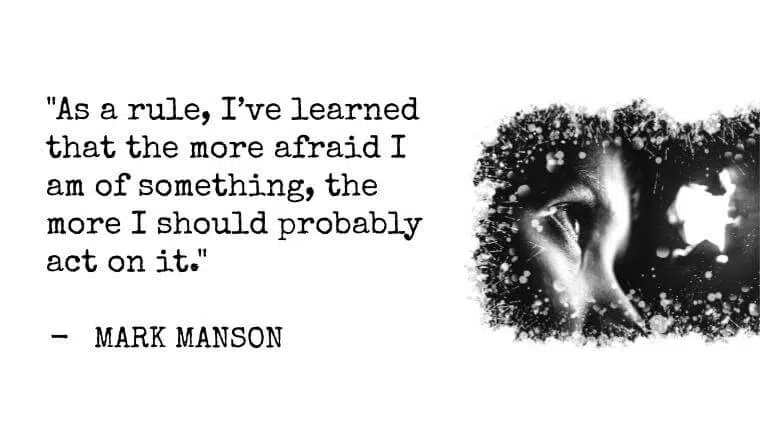 "As a rule, I’ve learned
that the more afraid I
am of something, the
more I should probably
act on it."
– MARK MANSON